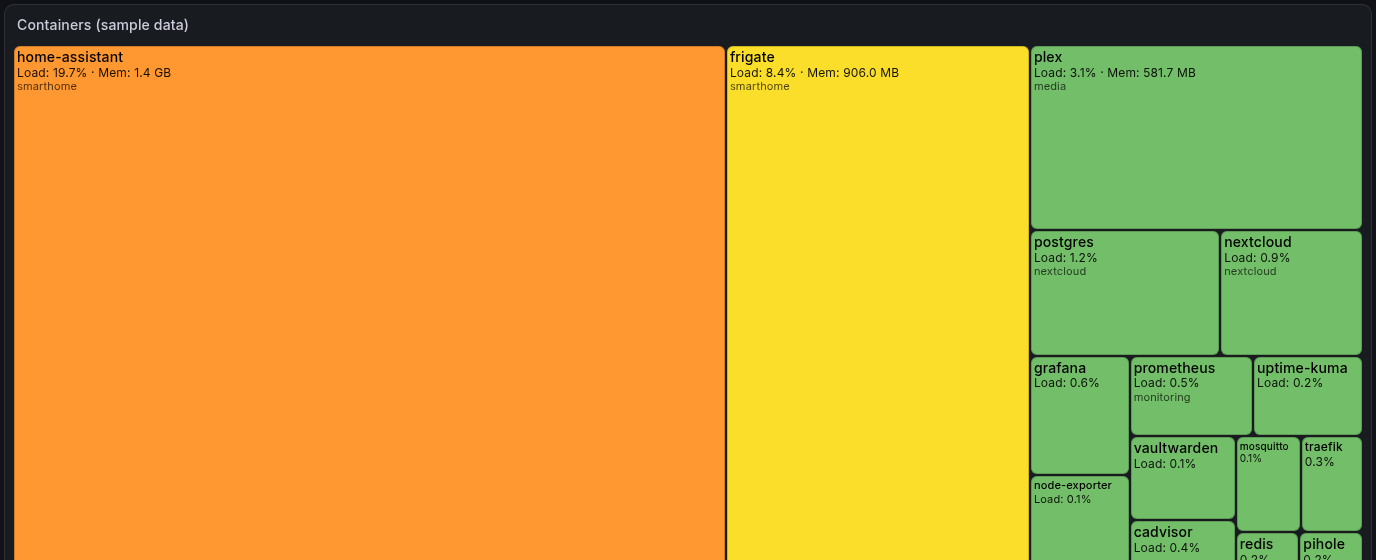 Containers (sample data)
home-assistant
Load: 19.7% · Mem: 1.4 GB
smarthome
frigate
Load: 8.4% · Mem: 906.0 MB
smarthome
plex
Load: 3.1% · Mem: 581.7 MB
media
postgres
Load: 1.2%
nextcloud
nextcloud
Load: 0.9%
nextcloud
grafana
Load: 0.6%
prometheus
Load: 0.5%
monitoring
uptime-kuma
Load: 0.2%
vaultwarden
Load: 0.1%
mosquitto
0.1%
traefik
0.3%
node-exporter
Load: 0.1%
cadvisor
Load: 0.4%
redis
pihole